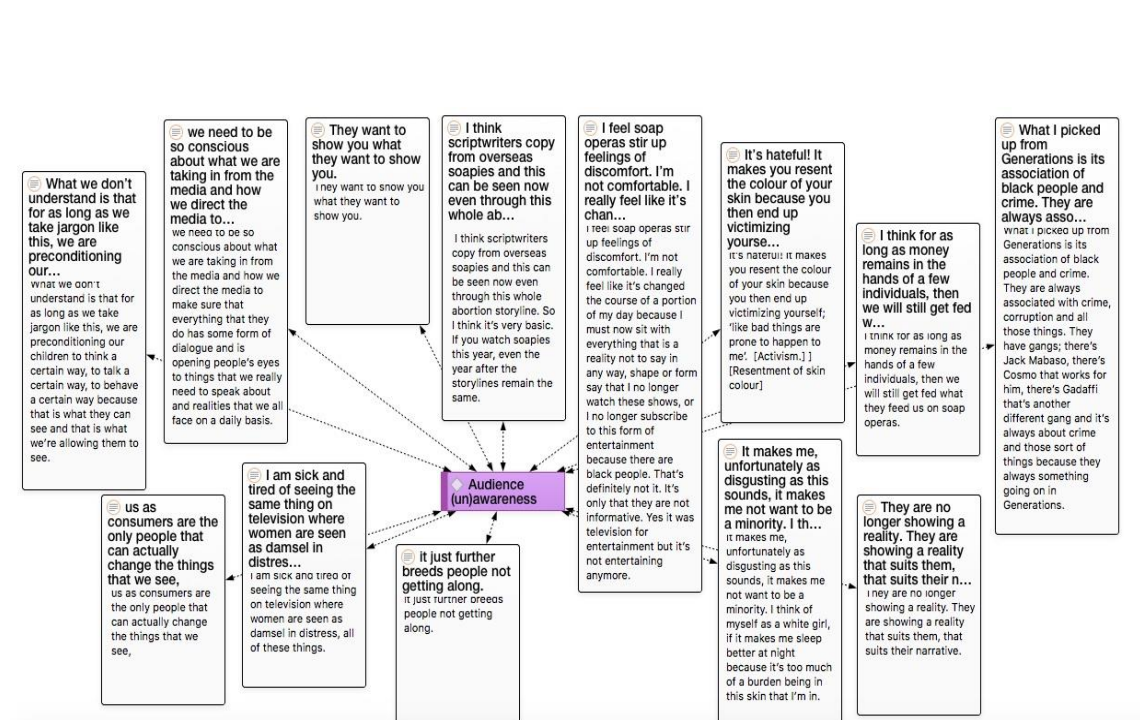 What we don't
understand is that
for as long as we
take jargon like
this, we are
preconditioning
our...
What we don't
understand is that for
as long as we take
jargon like this, we are
preconditioning our
children to think a
certain way, to talk a
certain way, to behave
a certain way because
that is what they can
see and that is what
we're allowing them to
see.
we need to be
so conscious
about what we are
taking in from the
media and how
we direct the
media to...
we need to be so
conscious about what
we are taking in from
the media and how we
direct the media to
make sure that
everything that they
do has some form of
dialogue and is
opening people's eyes
to things that we really
need to speak about
and realities that we all
face on a daily basis.
They want to
show you what
they want to show
you.
They want to show you
what they want to
show you.
I think
scriptwriters copy
from overseas
soapies and this
can be seen now
even through this
whole ab...
I think scriptwriters
copy from overseas
soapies and this can
be seen now even
through this whole
abortion storyline. So
I think it's very basic.
If you watch soapies
this year, even the
year after the
storylines remain the
same.
I feel soap
operas stir up
feelings of
discomfort. I'm
not comfortable. I
really feel like it's
chan...
I feel soap operas stir
up feelings of
discomfort. I'm not
comfortable. I really
feel like it's changed
the course of a portion
of my day because I
must now sit with
everything that is a
reality not to say in
any way, shape or form
say that I no longer
watch these shows, or
I no longer subscribe
to this form of
entertainment
because there are
black people. That's
definitely not it. It's
only that they are not
informative. Yes it was
television for
entertainment but it's
not entertaining
anymore.
It's hateful! It
makes you resent
the colour of your
skin because you
then end up
victimizing
yourse...
It's hateful! It makes
you resent the colour
of your skin because
you then end up
victimizing yourself;
'like bad things are
prone to happen to
me'. [Activism.] ]
[Resentment of skin
colour]
I think for as
long as money
remains in the
hands of a few
individuals, then
we will still get fed
w...
I think for as long as
money remains in the
hands of a few
individuals, then we
will still get fed what
they feed us on soap
operas.
What I picked
up from
Generations is its
association of
black people and
crime. They are
always asso...
What I picked up from
Generations is its
association of black
people and crime.
They are always
associated with crime,
corruption and all
those things. They
have gangs; there's
Jack Mabaso, there's
Cosmo that works for
him, there's Gadaffi
that's another
different gang and it's
always about crime
and those sort of
things because they
always something
going on in
Generations.
Audience
(un)awareness
us as
consumers are the
only people that
can actually
change the things
that we see,
us as consumers are
the only people that
can actually change
the things that we
see,
I am sick and
tired of seeing the
same thing on
television where
women are seen
as damsel in
distres...
I am sick and tired of
seeing the same thing
on television where
women are seen as
damsel in distress, all
of these things.
it just further
breeds people not
getting along.
it just further breeds
people not getting
along.
It makes me,
unfortunately as
disgusting as this
sounds, it makes
me not want to be
a minority. I th...
It makes me,
unfortunately as
disgusting as this
sounds, it makes me
not want to be a
minority. I think of
myself as a white girl,
if it makes me sleep
better at night
because it's too much
of a burden being in
this skin that I'm in.
They are no
longer showing a
reality. They are
showing a reality
that suits them,
that suits their n...
They are no longer
showing a reality. They
are showing a reality
that suits them, that
suits their narrative.